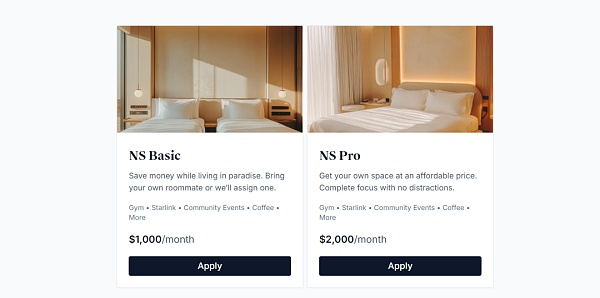 NS Basic
Save money while living in paradise. Bring
your own roommate or we'll assign one.
Gym • Starlink • Community Events • Coffee •
More
$1,000/month
Apply
NS Pro
Get your own space at an affordable price.
Complete focus with no distractions.
Gym • Starlink • Community Events • Coffee •
More
$2,000/month
Apply